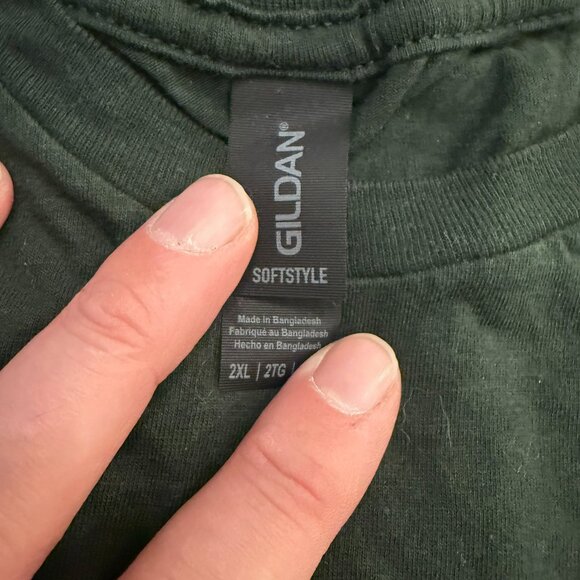 GILDAN®
SOFTSTYLE
Made in Bangladesh
Fabriqué au Bangladesh
Hecho en Bangladesh
2XL / 2TG /